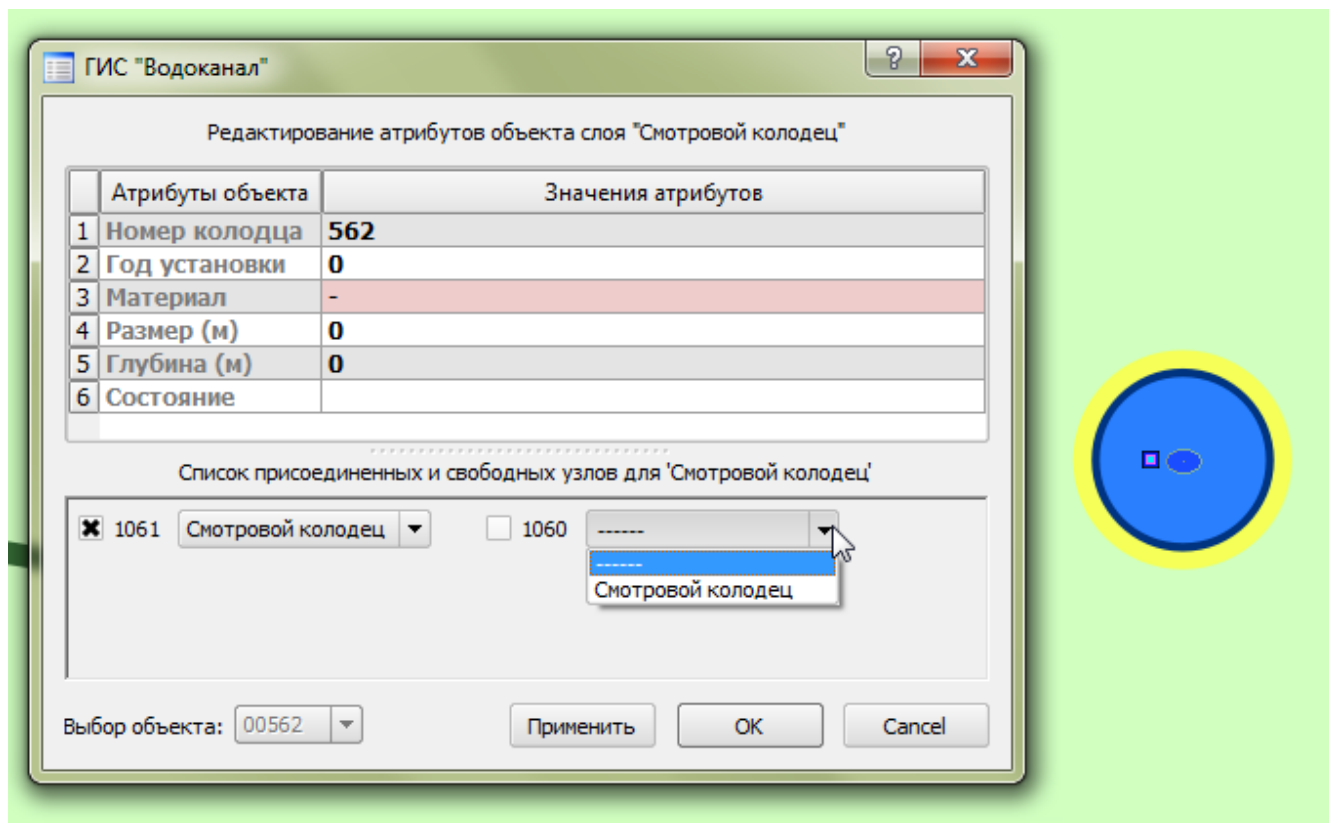 ГИС "Водоканал"
Редактирование атрибутов объекта слоя "Смотровой колодец"
Атрибуты объекта Значения атрибутов
1 Номер колодца 562
2 Год установки 0
3 Материал -
4 Размер (м) 0
5 Глубина (м) 0
6 Состояние
Список присоединенных и свободных узлов для 'Смотровой колодец'
1061 Смотровой колодец 1060 ------
------
Смотровой колодец
Выбор объекта: 00562 Применить OK Cancel